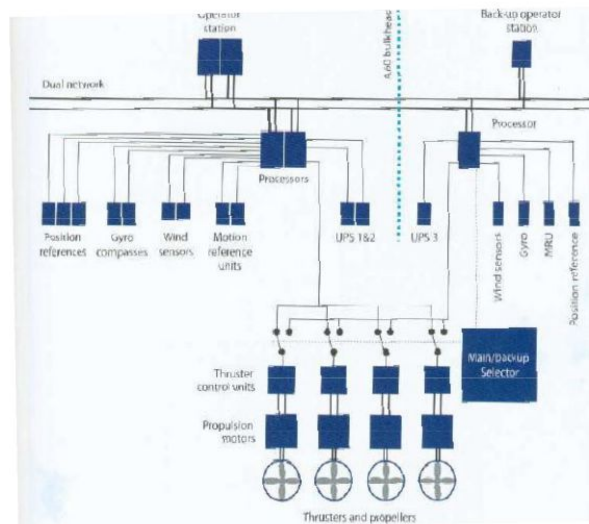 Operator
station
Back-up operator
station
A60 bulkhead
Dual network
Processors
Processor
Position
references
Gyro
compasses
Wind
sensors
Motion
reference
units
UPS 1&2
UPS 3
Wind sensors
Gyro
MRU
Position reference
Main/backup
Selector
Thruster
control units
Propulsion
motors
Thrusters and propellers